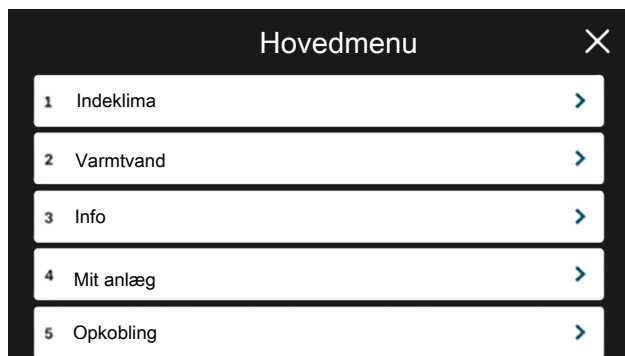 Hovedmenu
1 Indeklima
2 Varmtvand
3 Info
4 Mit anlæg
5 Opkobling